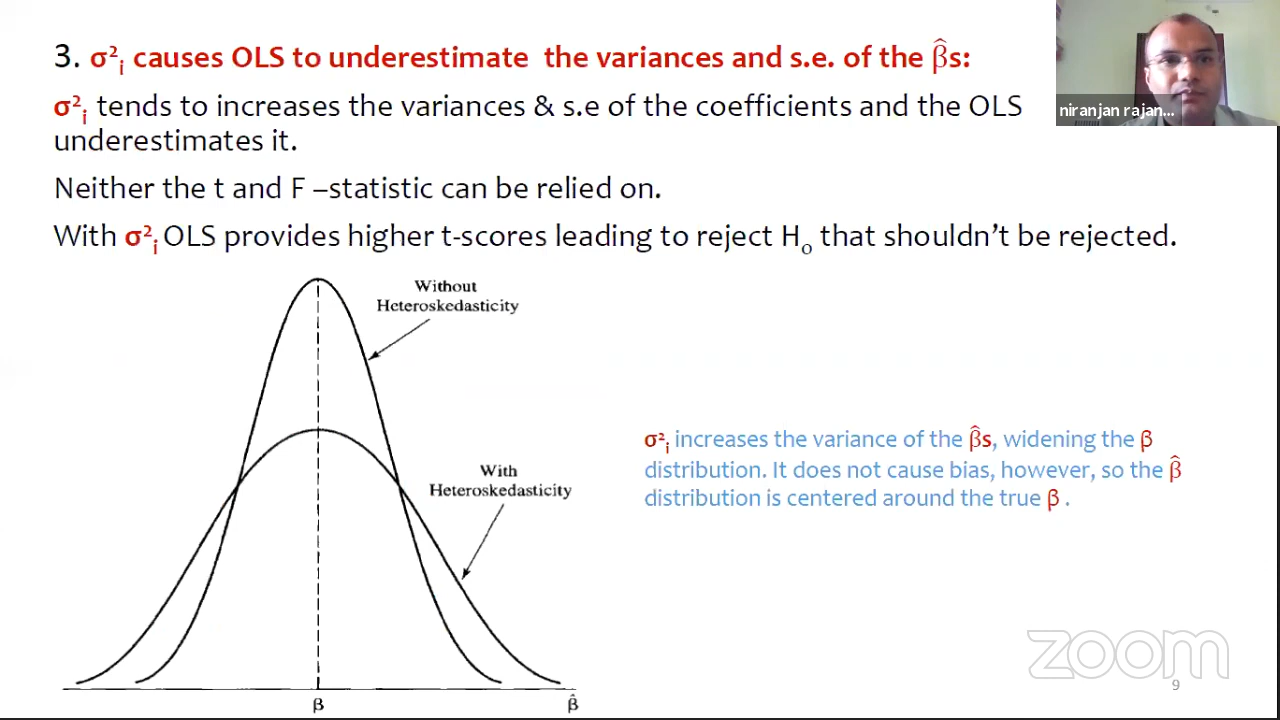 3. σ²ᵢ causes OLS to underestimate the variances and s.e. of the β̂s:
σ²ᵢ tends to increases the variances & s.e of the coefficients and the OLS
underestimates it.
Neither the t and F –statistic can be relied on.
With σ²ᵢ OLS provides higher t-scores leading to reject H₀ that shouldn't be rejected.
niranjan rajan...
Without
Heteroskedasticity
With
Heteroskedasticity
β
β̂
σ²ᵢ increases the variance of the β̂s, widening the β
distribution. It does not cause bias, however, so the β̂
distribution is centered around the true β .
zoom
9